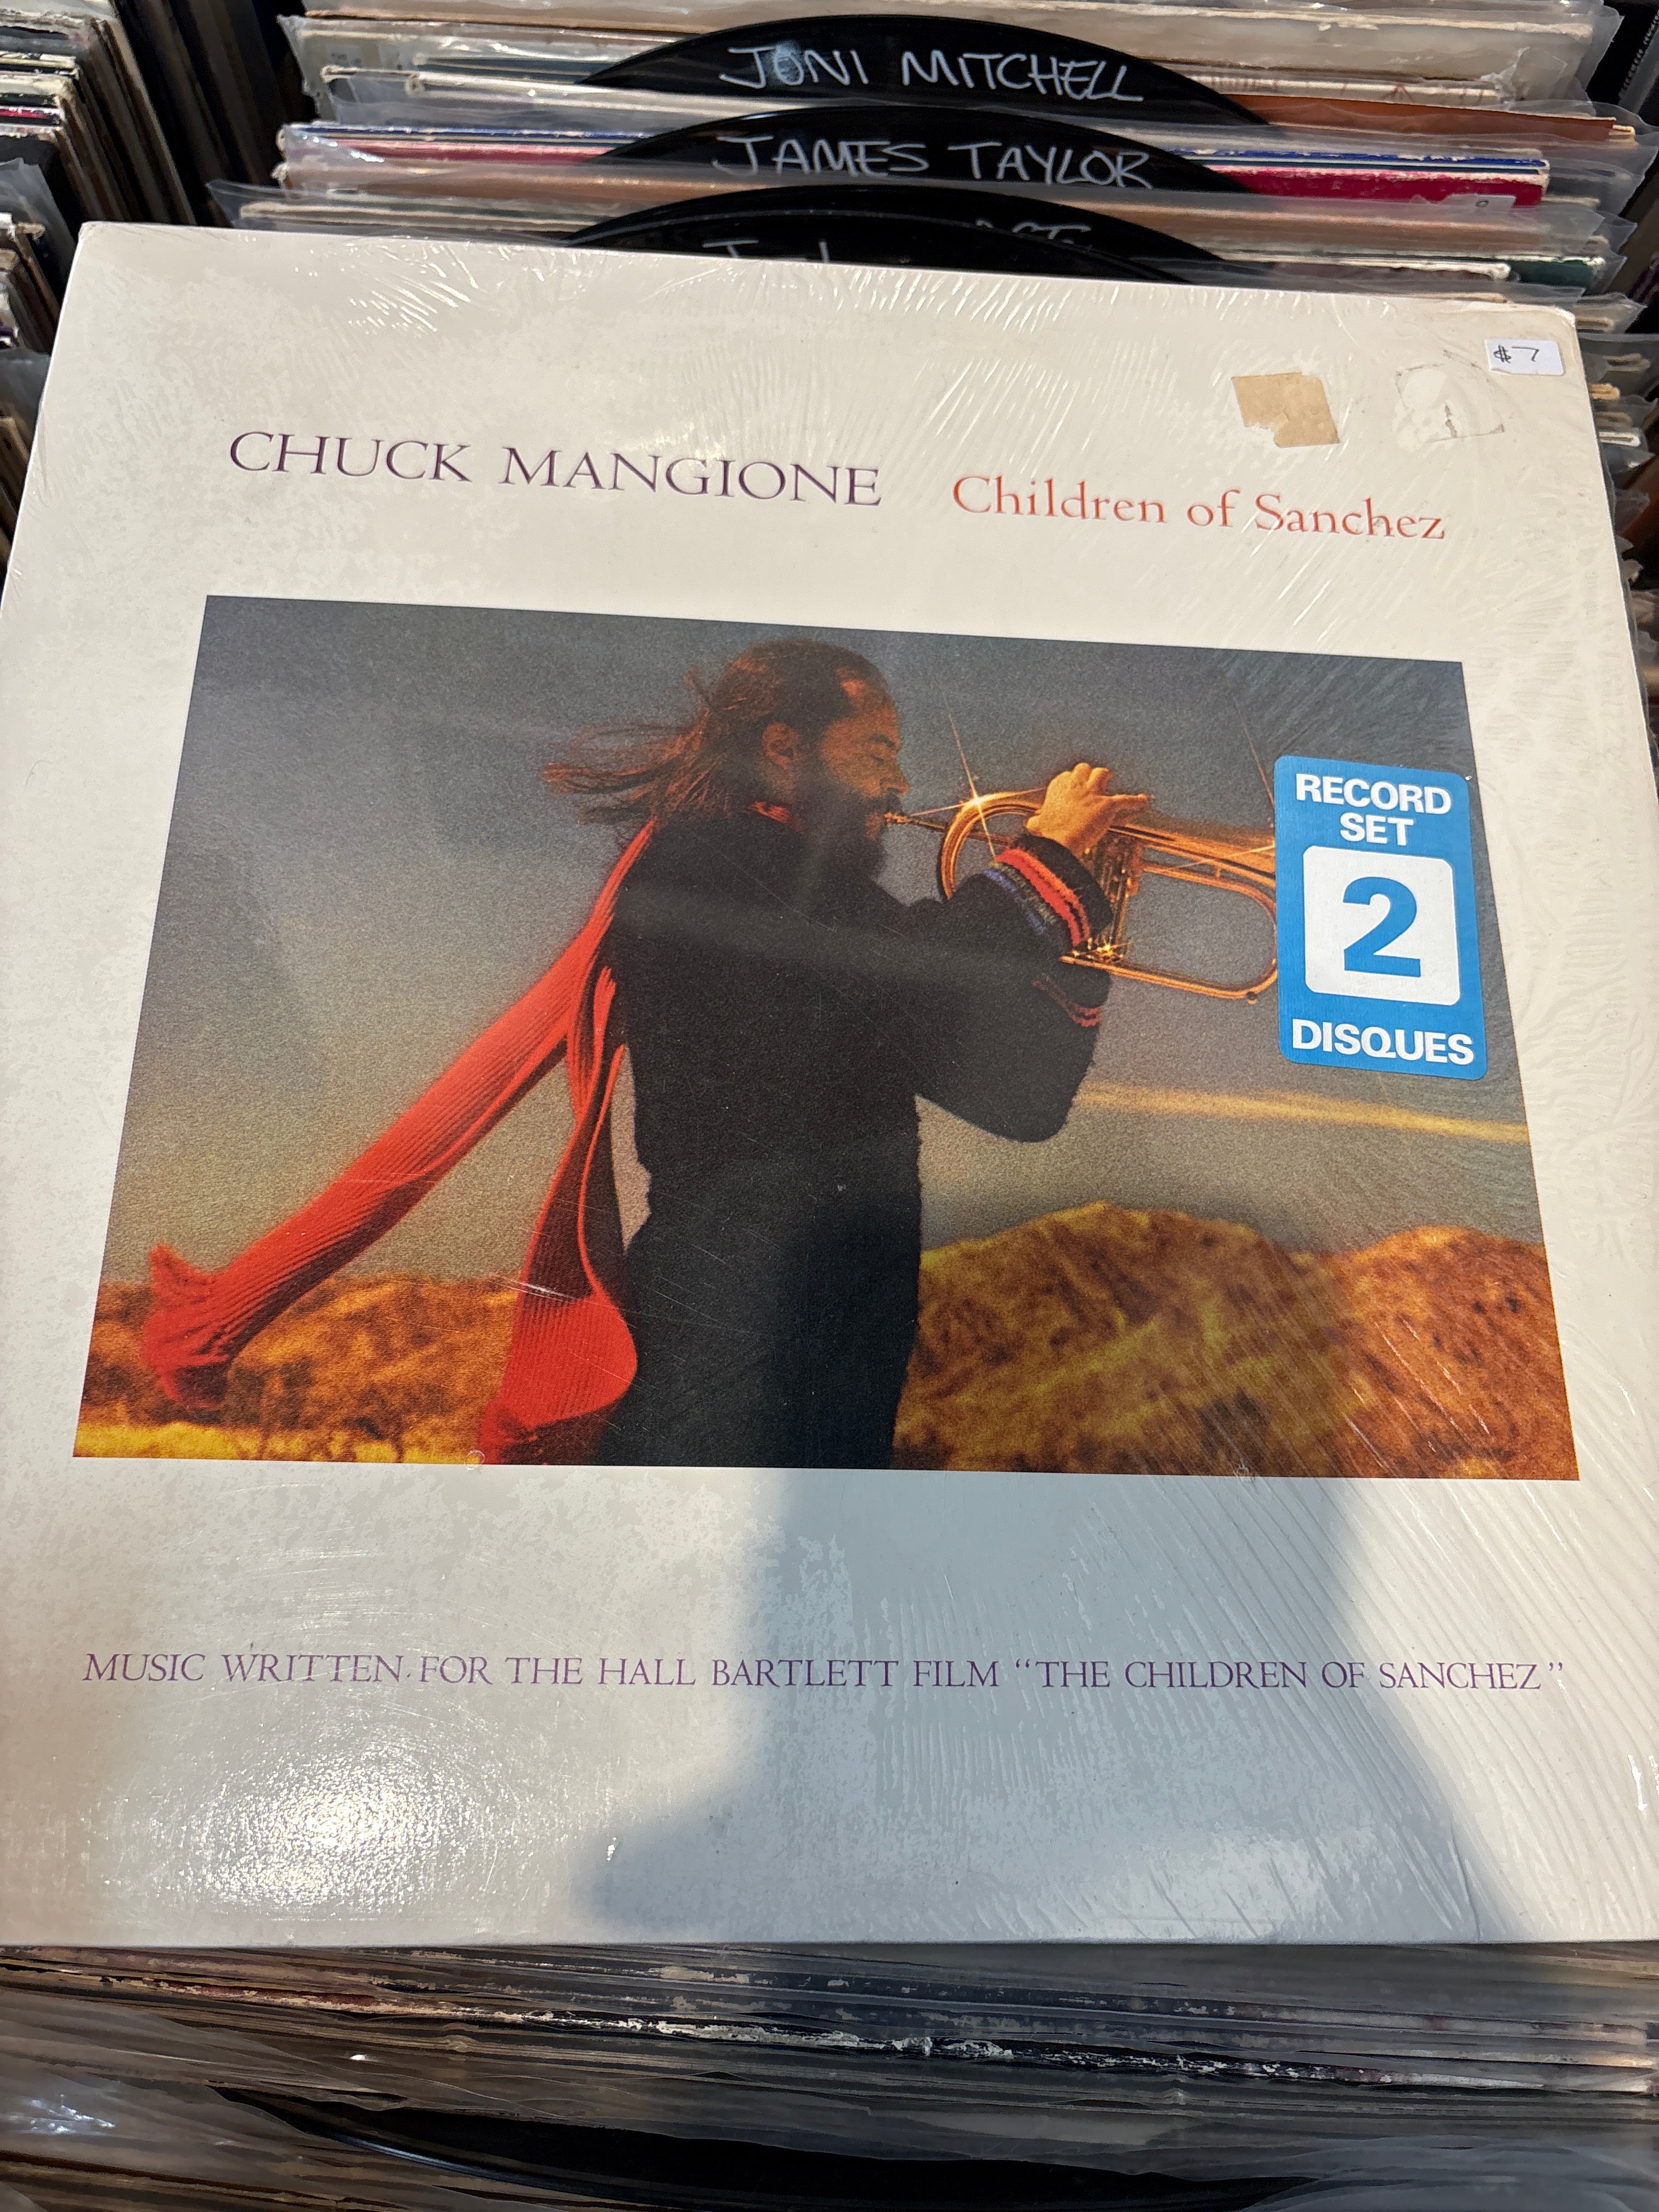 JONI MITCHELL
JAMES TAYLOR
$7
CHUCK MANGIONE Children of Sanchez
RECORD
SET
2
DISQUES
MUSIC WRITTEN FOR THE HALL BARTLETT FILM “THE CHILDREN OF SANCHEZ”